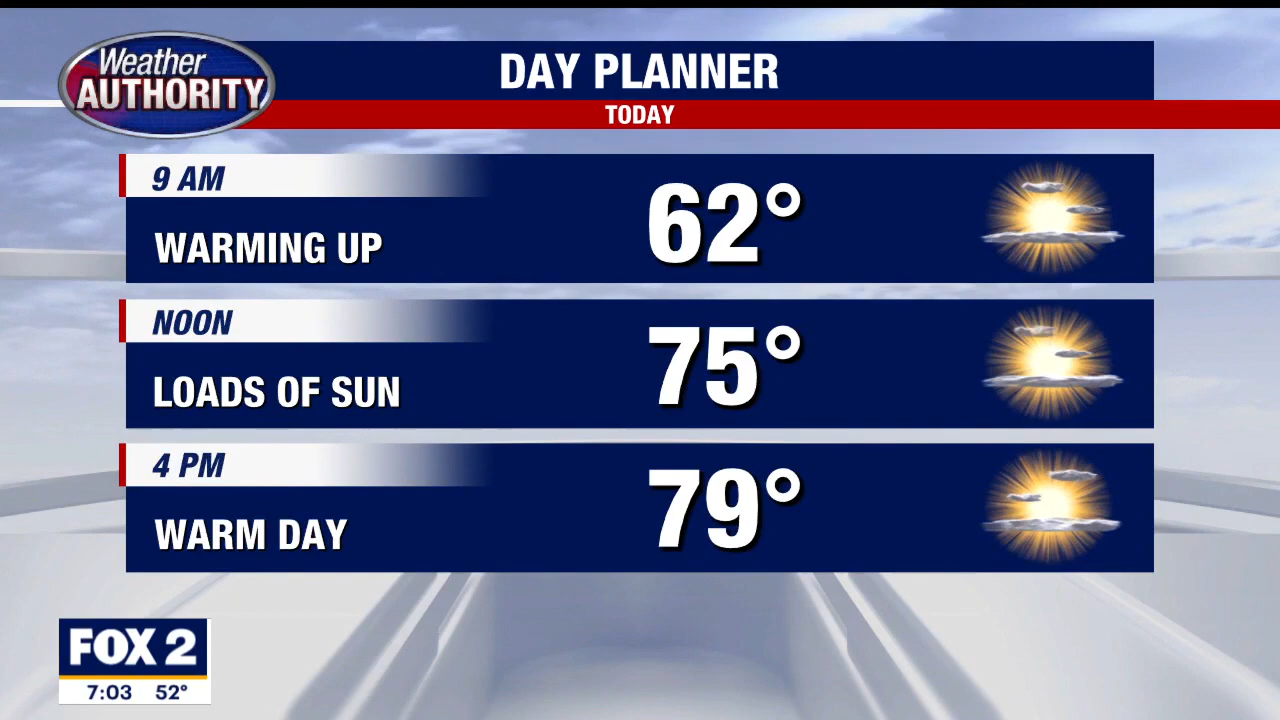 Weather
AUTHORITY
DAY PLANNER
TODAY
9 AM
WARMING UP
62°
NOON
LOADS OF SUN
75°
4 PM
WARM DAY
79°
FOX 2
7:03 52°